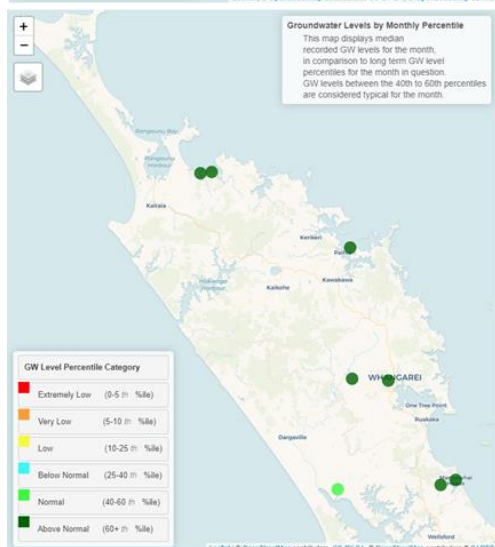 +
−
Groundwater Levels by Monthly Percentile
This map displays median
recorded GW levels for the month,
in comparison to long term GW level
percentiles for the month in question.
GW levels between the 40th to 60th percentiles
are considered typical for the month.
Rangaunu Bay
Rangaunu
Harbour
Kaitaia
Kerikeri
Paihia
Kawakawa
Hokianga
Harbour
Kaikohe
WHANGAREI
One Tree Point
Ruakaka
Dargaville
Wellsford
GW Level Percentile Category
Extremely Low (0-5 th %ile)
Very Low (5-10 th %ile)
Low (10-25 th %ile)
Below Normal (25-40 th %ile)
Normal (40-60 th %ile)
Above Normal (60+ th %ile)